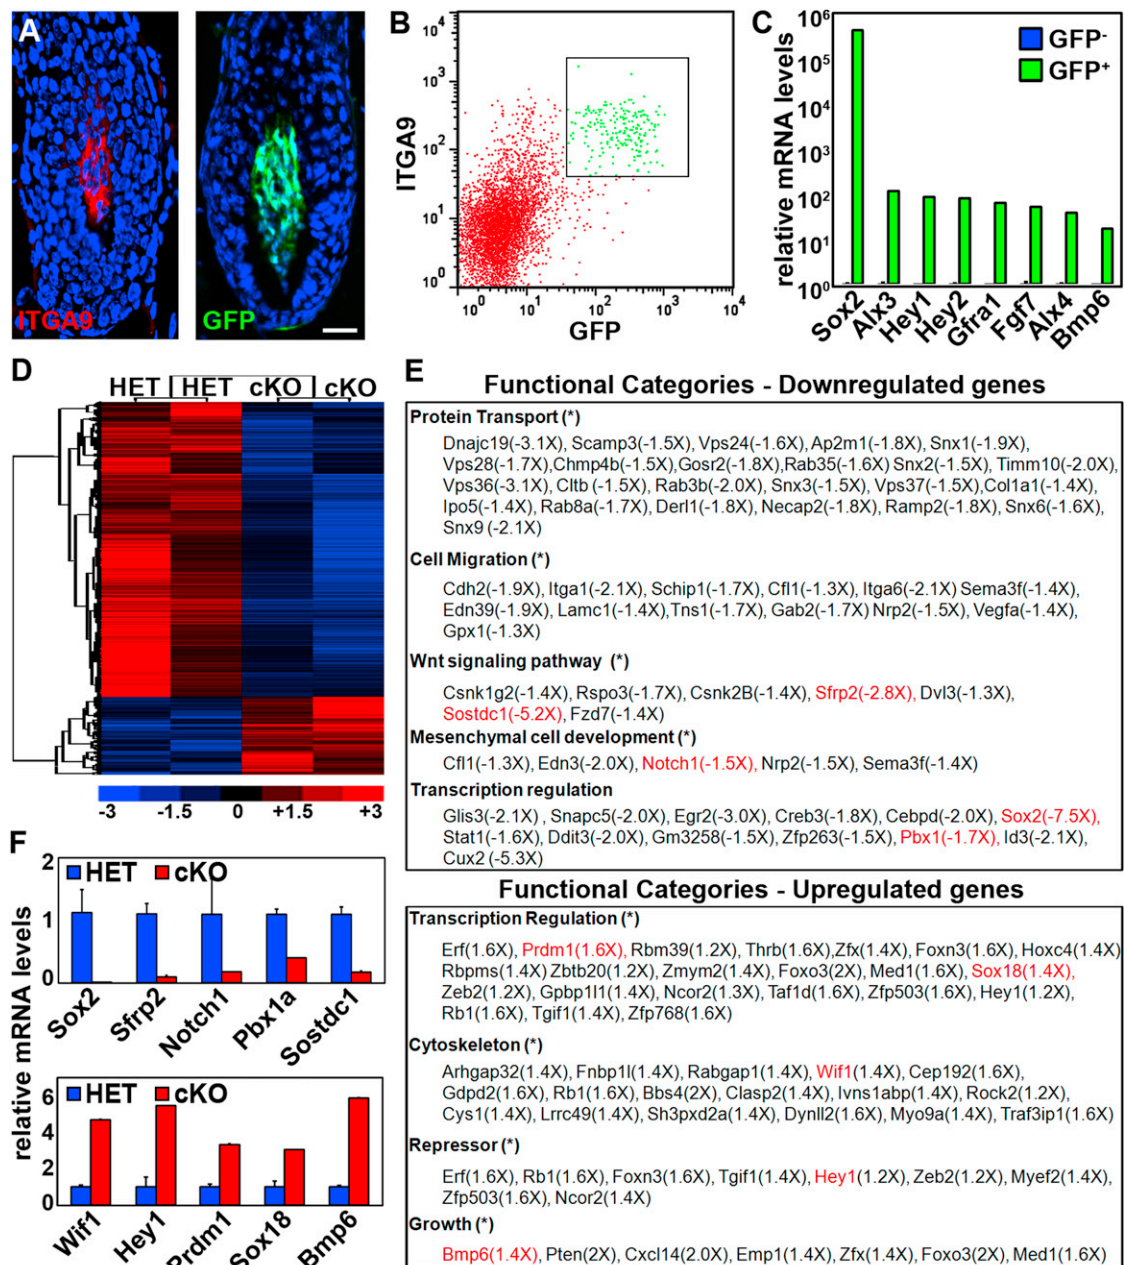 A
ITGA9
GFP
B
ITGA9
10^4
10^3
10^2
10^1
10^0
10^0 10^1 10^2 10^3 10^4
GFP
C
relative mRNA levels
10^6
10^5
10^4
10^3
10^2
10^1
10^0
GFP-
GFP+
Sox2 Alx3 Hey1 Hey2 Gfra1 Fgf7 Alx4 Bmp6
D
HET HET cKO cKO
-3 -1.5 0 +1.5 +3
E
Functional Categories - Downregulated genes
Protein Transport (*)
Dnajc19(-3.1X), Scamp3(-1.5X), Vps24(-1.6X), Ap2m1(-1.8X), Snx1(-1.9X),
Vps28(-1.7X),Chmp4b(-1.5X),Gosr2(-1.8X),Rab35(-1.6X) Snx2(-1.5X), Timm10(-2.0X),
Vps36(-3.1X), Cltb (-1.5X), Rab3b(-2.0X), Snx3(-1.5X), Vps37(-1.5X),Col1a1(-1.4X),
Ipo5(-1.4X), Rab8a(-1.7X), Derl1(-1.8X), Necap2(-1.8X), Ramp2(-1.8X), Snx6(-1.6X),
Snx9 (-2.1X)
Cell Migration (*)
Cdh2(-1.9X), Itga1(-2.1X), Schip1(-1.7X), Cfl1(-1.3X), Itga6(-2.1X) Sema3f(-1.4X),
Edn39(-1.9X), Lamc1(-1.4X),Tns1(-1.7X), Gab2(-1.7X) Nrp2(-1.5X), Vegfa(-1.4X),
Gpx1(-1.3X)
Wnt signaling pathway (*)
Csnk1g2(-1.4X), Rspo3(-1.7X), Csnk2B(-1.4X), Sfrp2(-2.8X), Dvl3(-1.3X),
Sostdc1(-5.2X), Fzd7(-1.4X)
Mesenchymal cell development (*)
Cfl1(-1.3X), Edn3(-2.0X), Notch1(-1.5X), Nrp2(-1.5X), Sema3f(-1.4X)
Transcription regulation
Glis3(-2.1X) , Snapc5(-2.0X), Egr2(-3.0X), Creb3(-1.8X), Cebpd(-2.0X), Sox2(-7.5X),
Stat1(-1.6X), Ddit3(-2.0X), Gm3258(-1.5X), Zfp263(-1.5X), Pbx1(-1.7X), Id3(-2.1X),
Cux2 (-5.3X)
Functional Categories - Upregulated genes
Transcription Regulation (*)
Erf(1.6X), Prdm1(1.6X), Rbm39(1.2X), Thrb(1.6X),Zfx(1.4X), Foxn3(1.6X), Hoxc4(1.4X)
Rbpms(1.4X) Zbtb20(1.2X), Zmym2(1.4X), Foxo3(2X), Med1(1.6X), Sox18(1.4X),
Zeb2(1.2X), Gpbp1l1(1.4X), Ncor2(1.3X), Taf1d(1.6X), Zfp503(1.6X), Hey1(1.2X),
Rb1(1.6X), Tgif1(1.4X), Zfp768(1.6X)
Cytoskeleton (*)
Arhgap32(1.4X), Fnbp1l(1.4X), Rabgap1(1.4X), Wif1(1.4X), Cep192(1.6X),
Gdpd2(1.6X), Rb1(1.6X), Bbs4(2X), Clasp2(1.4X), Ivns1abp(1.4X), Rock2(1.2X),
Cys1(1.4X), Lrrc49(1.4X), Sh3pxd2a(1.4X), Dynll2(1.6X), Myo9a(1.4X), Traf3ip1(1.6X)
Repressor (*)
Erf(1.6X), Rb1(1.6X), Foxn3(1.6X), Tgif1(1.4X), Hey1(1.2X), Zeb2(1.2X), Myef2(1.4X),
Zfp503(1.6X), Ncor2(1.4X)
Growth (*)
Bmp6(1.4X), Pten(2X), Cxcl14(2.0X), Emp1(1.4X), Zfx(1.4X), Foxo3(2X), Med1(1.6X)
F
relative mRNA levels
HET cKO
2
1
0
Sox2 Sfrp2 Notch1 Pbx1a Sostdc1
HET cKO
6
4
2
0
Wif1 Hey1 Prdm1 Sox18 Bmp6